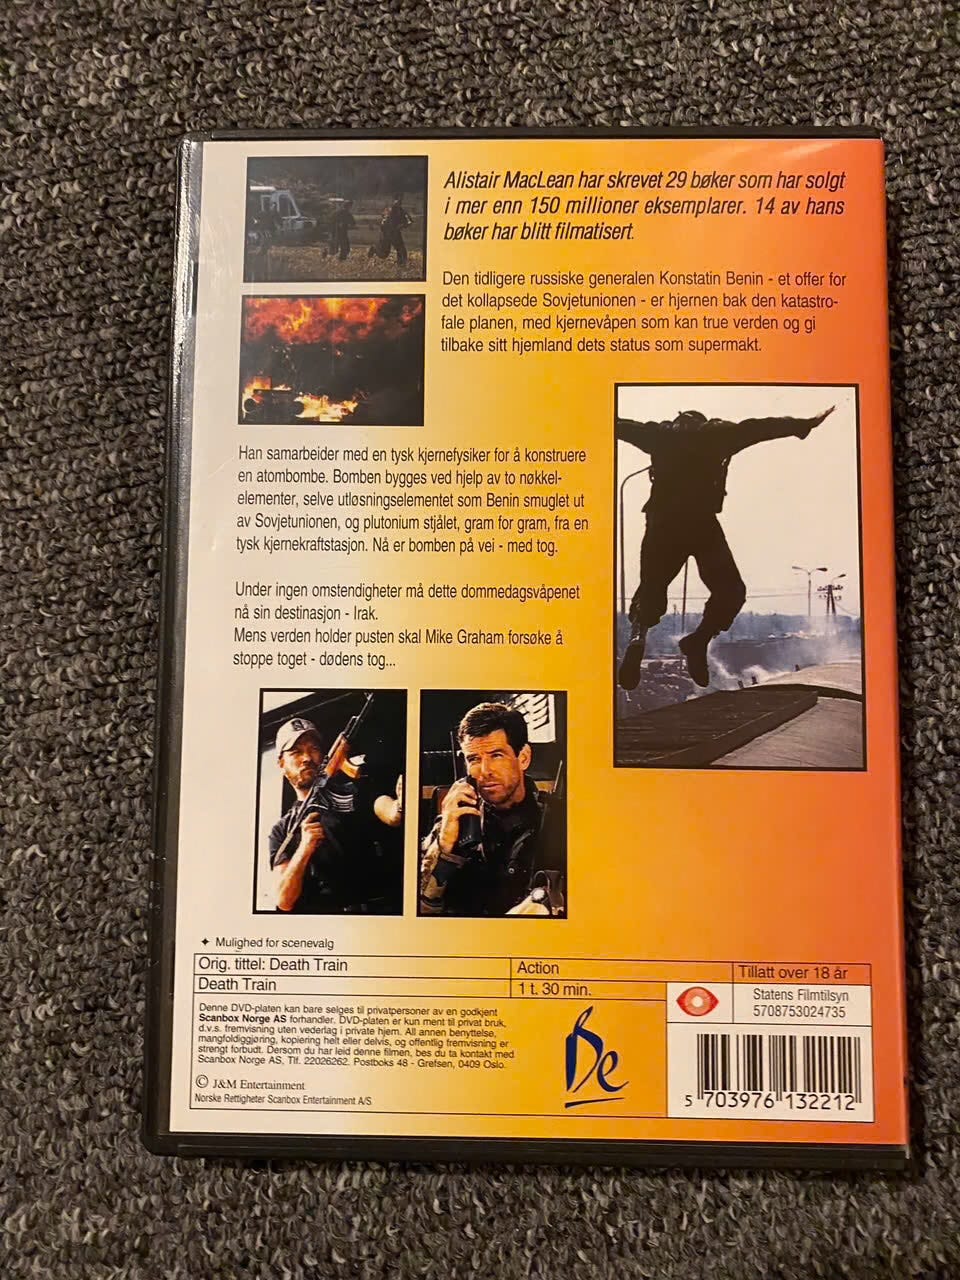 Alistair MacLean har skrevet 29 bøker som har solgt
i mer enn 150 millioner eksemplarer. 14 av hans
bøker har blitt filmatisert.
Den tidligere russiske generalen Konstatin Benin - et offer for
det kollapsede Sovjetunionen - er hjernen bak den katastro-
fale planen, med kjernevåpen som kan true verden og gi
tilbake sitt hjemland dets status som supermakt.
Han samarbeider med en tysk kjernefysiker for å konstruere
en atombombe. Bomben bygges ved hjelp av to nøkkel-
elementer, selve utløsningselementet som Benin smuglet ut
av Sovjetunionen, og plutonium stjålet, gram for gram, fra en
tysk kjernekraftstasjon. Nå er bomben på vei - med tog.
Under ingen omstendigheter må dette dommedagsvåpenet
nå sin destinasjon - Irak.
Mens verden holder pusten skal Mike Graham forsøke å
stoppe toget - dødens tog...
✦ Mulighed for scenevalg
Orig. tittel: Death Train
Action
Tillatt over 18 år
Death Train
1 t. 30 min.
Statens Filmtilsyn
5708753024735
Denne DVD-platen kan bare selges til privatpersoner av en godkjent
Scanbox Norge AS forhandler. DVD-platen er kun ment til privat bruk,
d.v.s. fremvisning uten vederlag i private hjem. All annen benyttelse,
mangfoldiggjøring, kopiering helt eller delvis, og offentlig fremvisning er
strengt forbudt. Dersom du har leid denne filmen, bes du ta kontakt med
Scanbox Norge AS, Tlf. 22026262. Postboks 48 - Grefsen, 0409 Oslo.
Be
© J&M Entertainment
Norske Rettigheter Scanbox Entertainment A/S
5 703976 132212